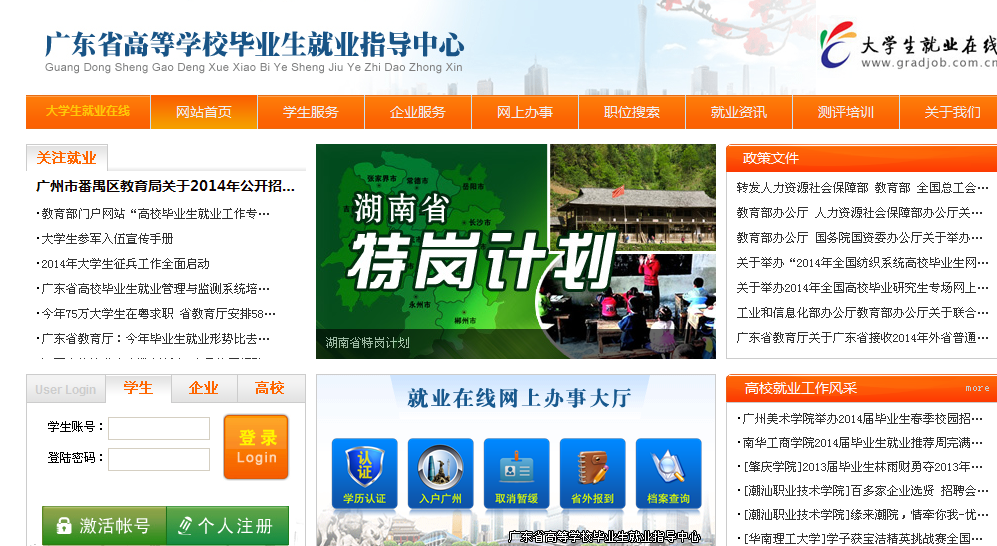 广东省高等学校毕业生就业指导中心
Guang Dong Sheng Gao Deng Xue Xiao Bi Ye Sheng Jiu Ye Zhi Dao Zhong Xin
大学生就业在线
www.gradjob.com.cn
大学生就业在线 网站首页 学生服务 企业服务 网上办事 职位搜索 就业资讯 测评培训 关于我们
关注就业
广州市番禺区教育局关于2014年公开招...
·教育部门户网站“高校毕业生就业工作专…
·大学生参军入伍宣传手册
·2014年大学生征兵工作全面启动
·广东省高校毕业生就业管理与监测系统培…
·今年75万大学生在粤求职 省教育厅安排58…
·广东省教育厅：今年毕业生就业形势比去…
张家界市
常德市
岳阳市
长沙市
永州市
郴州市
湖南省
特岗计划
湖南省特岗计划
政策文件
转发人力资源社会保障部 教育部 全国总工会…
教育部办公厅 人力资源社会保障部办公厅关…
教育部办公厅 国务院国资委办公厅关于举办…
关于举办“2014年全国纺织系统高校毕业生网…
关于举办2014年全国高校毕业研究生专场网上…
工业和信息化部办公厅教育部办公厅关于联合…
广东省教育厅关于广东省接收2014年外省普通…
User Login 学生 企业 高校
学生账号：
登陆密码：
登录
Login
激活帐号
个人注册
就业在线网上办事大厅
认证
学历认证 入户广州 取消暂缓 省外报到 档案查询
广东省高等学校毕业生就业指导中心
高校就业工作风采 more
·广州美术学院举办2014届毕业生春季校园招…
·南华工商学院2014届毕业生就业推荐周完满…
·[肇庆学院]2013届毕业生林雨财勇夺2013年…
·[潮汕职业技术学院]百多家企业选贤 招聘会…
·[潮汕职业技术学院]缘来潮院，情牵你我-优…
·[华南理工大学]学子获宝洁精英挑战赛全国…